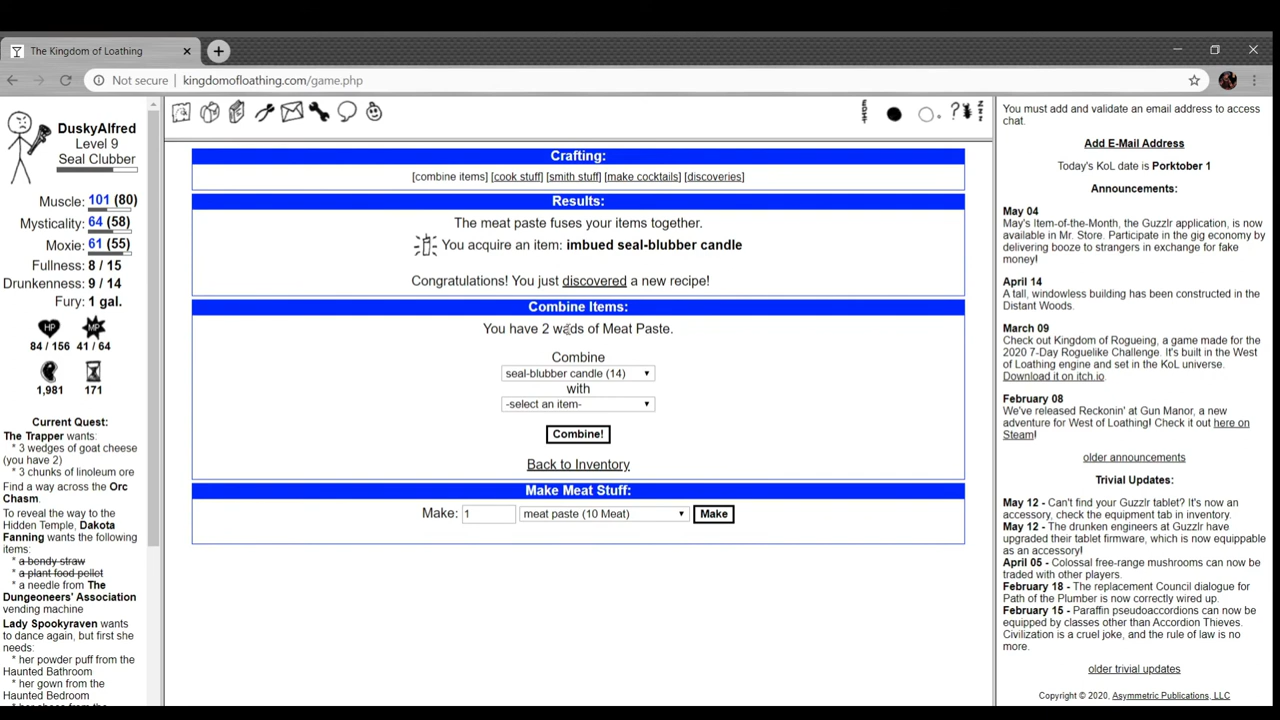 The Kingdom of Loathing
Not secure | kingdomofloathing.com/game.php
DuskyAlfred
Level 9
Seal Clubber
Muscle: 101 (80)
Mysticality: 64 (58)
Moxie: 61 (55)
Fullness: 8 / 15
Drunkenness: 9 / 14
Fury: 1 gal.
HP MP
84 / 156 41 / 64
1,981 171
Current Quest:
The Trapper wants:
* 3 wedges of goat cheese
(you have 2)
* 3 chunks of linoleum ore
Find a way across the Orc
Chasm.
To reveal the way to the
Hidden Temple, Dakota
Fanning wants the following
items:
* a bendy straw
* a plant food pellet
* a needle from The
Dungeoneers' Association
vending machine
Lady Spookyraven wants
to dance again, but first she
needs:
* her powder puff from the
Haunted Bathroom
* her gown from the
Haunted Bedroom
Crafting:
[combine items] [cook stuff] [smith stuff] [make cocktails] [discoveries]
Results:
The meat paste fuses your items together.
You acquire an item: imbued seal-blubber candle
Congratulations! You just discovered a new recipe!
Combine Items:
You have 2 wads of Meat Paste.
Combine
seal-blubber candle (14)
with
-select an item-
Combine!
Back to Inventory
Make Meat Stuff:
Make: 1 meat paste (10 Meat) Make
You must add and validate an email address to access
chat.
Add E-Mail Address
Today's KoL date is Porktober 1
Announcements:
May 04
May's Item-of-the-Month, the Guzzlr application, is now
available in Mr. Store. Participate in the gig economy by
delivering booze to strangers in exchange for fake
money!
April 14
A tall, windowless building has been constructed in the
Distant Woods.
March 09
Check out Kingdom of Rogueing, a game made for the
2020 7-Day Roguelike Challenge. It's built in the West
of Loathing engine and set in the KoL universe.
Download it on itch.io.
February 08
We've released Reckonin' at Gun Manor, a new
adventure for West of Loathing! Check it out here on
Steam!
older announcements
Trivial Updates:
May 12 - Can't find your Guzzlr tablet? It's now an
accessory, check the equipment tab in inventory.
May 12 - The drunken engineers at Guzzlr have
upgraded their tablet firmware, which is now equippable
as an accessory!
April 05 - Colossal free-range mushrooms can now be
traded with other players.
February 18 - The replacement Council dialogue for
Path of the Plumber is now correctly wired up.
February 15 - Paraffin pseudoaccordions can now be
equipped by classes other than Accordion Thieves.
Civilization is a cruel joke, and the rule of law is no
more.
older trivial updates
Copyright © 2020, Asymmetric Publications, LLC